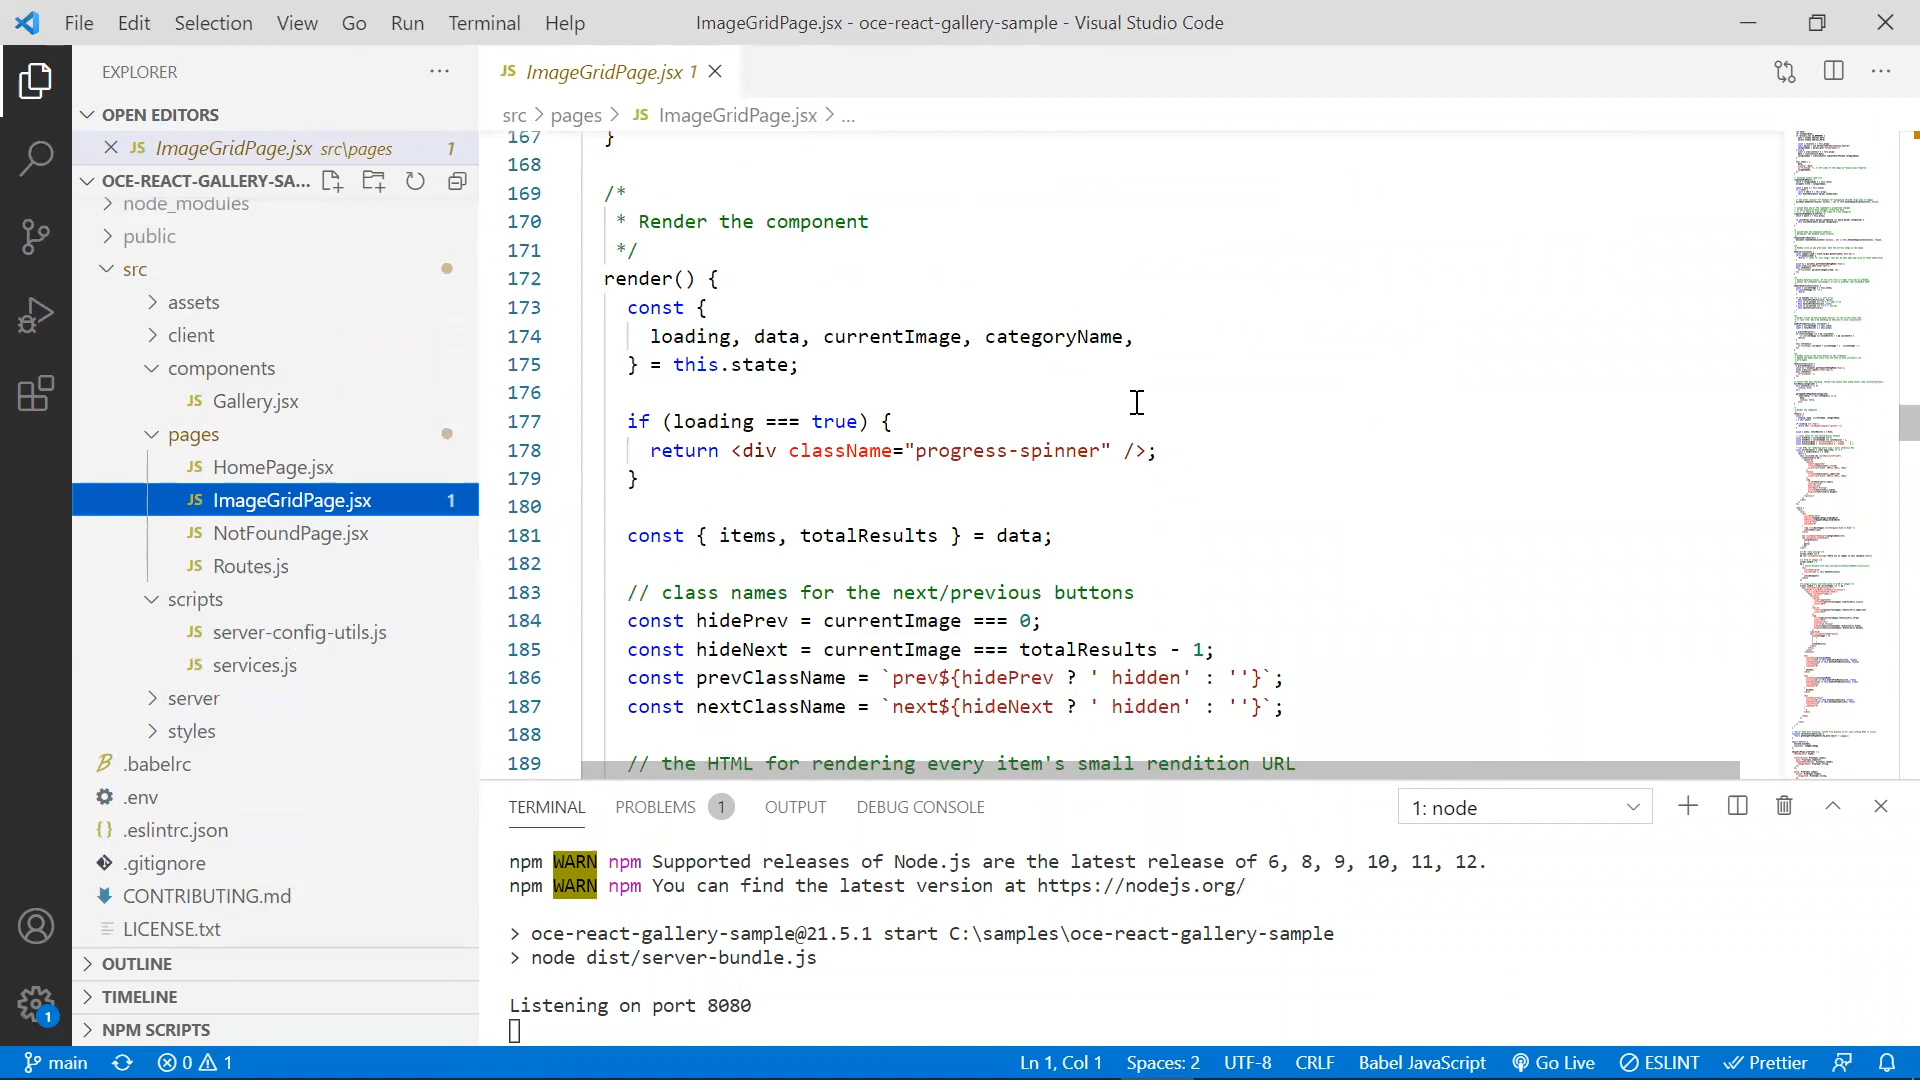 File Edit Selection View Go Run Terminal Help
ImageGridPage.jsx - oce-react-gallery-sample - Visual Studio Code
EXPLORER
OPEN EDITORS
JS ImageGridPage.jsx src\pages 1
OCE-REACT-GALLERY-SA...
node_modules
public
src
assets
client
components
JS Gallery.jsx
pages
JS HomePage.jsx
JS ImageGridPage.jsx 1
JS NotFoundPage.jsx
JS Routes.js
scripts
JS server-config-utils.js
JS services.js
server
styles
.babelrc
.env
.eslintrc.json
.gitignore
CONTRIBUTING.md
LICENSE.txt
OUTLINE
TIMELINE
NPM SCRIPTS
1
JS ImageGridPage.jsx 1
src > pages > JS ImageGridPage.jsx > ...
167 }
168
169 /*
170 * Render the component
171 */
172 render() {
173 const {
174 loading, data, currentImage, categoryName,
175 } = this.state;
176
177 if (loading === true) {
178 return <div className="progress-spinner" />;
179 }
180
181 const { items, totalResults } = data;
182
183 // class names for the next/previous buttons
184 const hidePrev = currentImage === 0;
185 const hideNext = currentImage === totalResults - 1;
186 const prevClassName = `prev${hidePrev ? ' hidden' : ''}`;
187 const nextClassName = `next${hideNext ? ' hidden' : ''}`;
188
189 // the HTML for rendering every item's small rendition URL
TERMINAL PROBLEMS 1 OUTPUT DEBUG CONSOLE
1: node
npm WARN npm Supported releases of Node.js are the latest release of 6, 8, 9, 10, 11, 12.
npm WARN npm You can find the latest version at https://nodejs.org/
> oce-react-gallery-sample@21.5.1 start C:\samples\oce-react-gallery-sample
> node dist/server-bundle.js
Listening on port 8080
main 0 1
Ln 1, Col 1 Spaces: 2 UTF-8 CRLF Babel JavaScript Go Live ESLINT Prettier